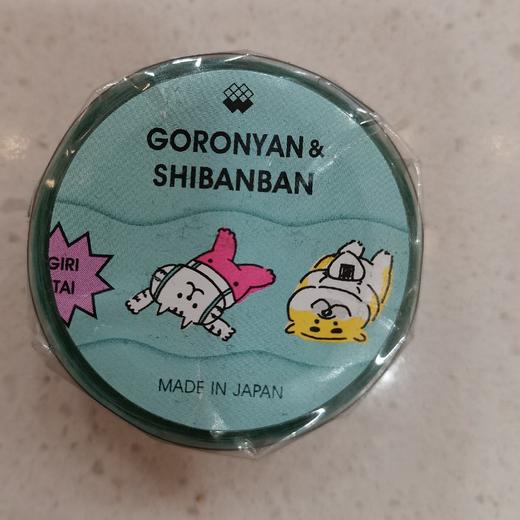 GORONYAN &
SHIBANBAN
GIRI
TAI
MADE IN JAPAN